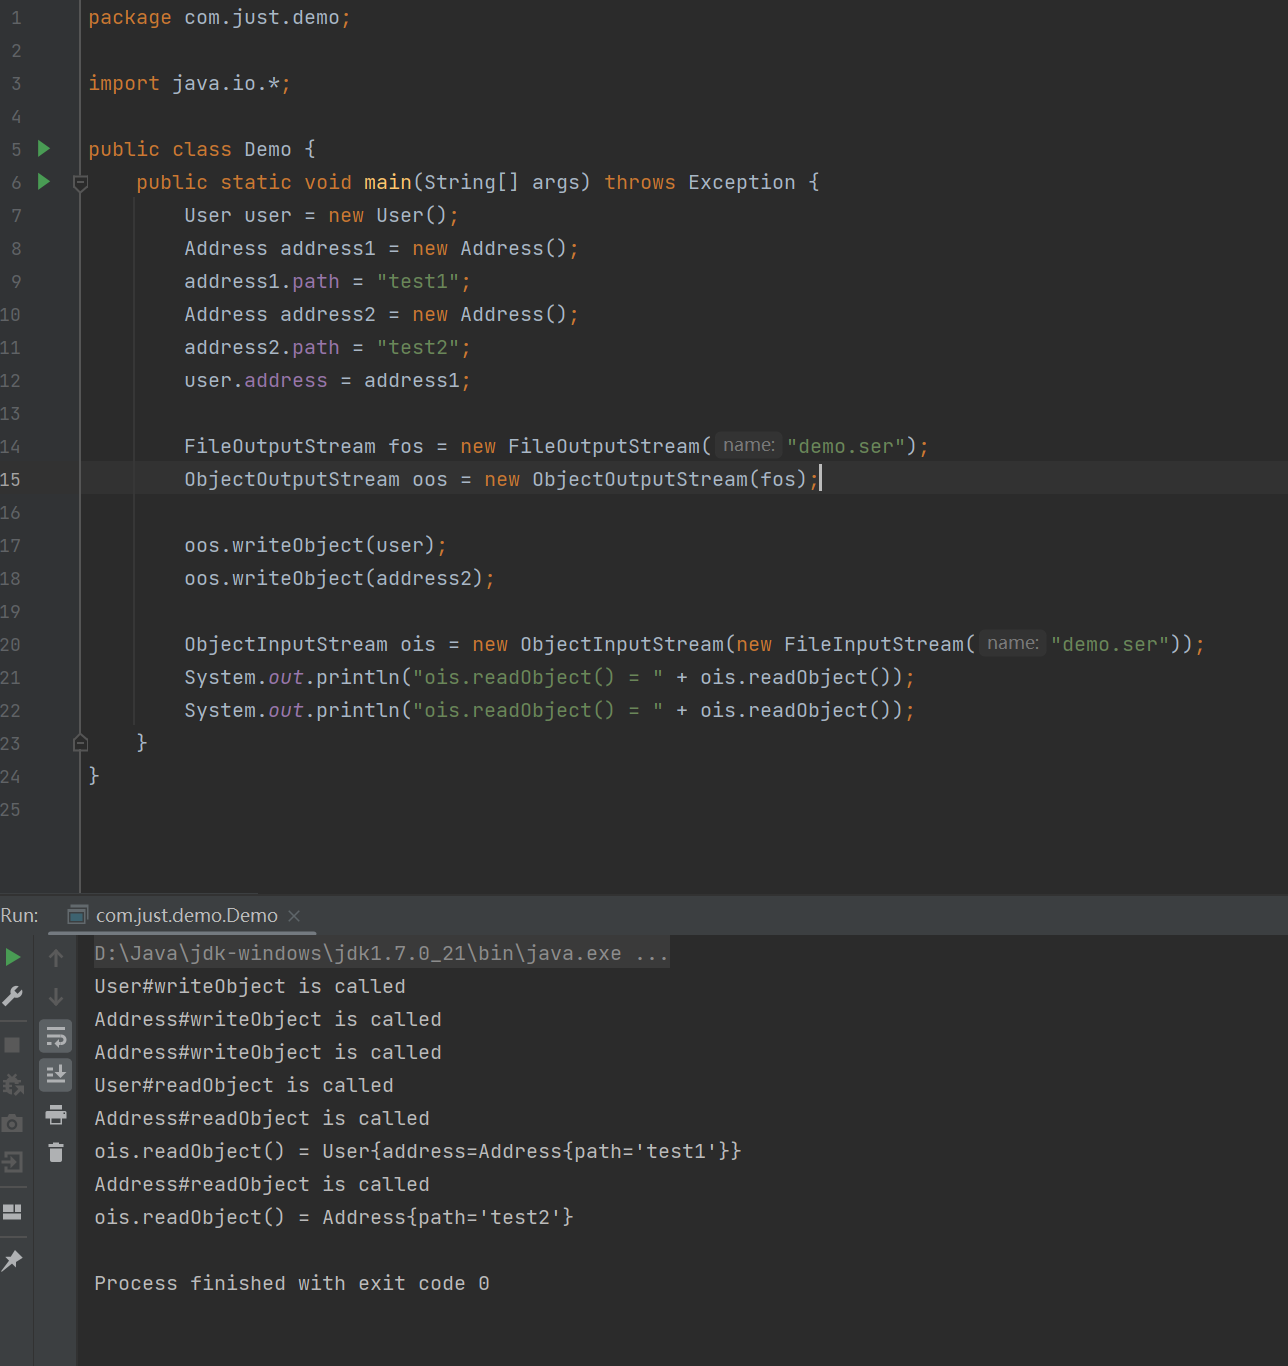 1 package com.just.demo;
2
3 import java.io.*;
4
5 public class Demo {
6 public static void main(String[] args) throws Exception {
7 User user = new User();
8 Address address1 = new Address();
9 address1.path = "test1";
10 Address address2 = new Address();
11 address2.path = "test2";
12 user.address = address1;
13
14 FileOutputStream fos = new FileOutputStream( name: "demo.ser");
15 ObjectOutputStream oos = new ObjectOutputStream(fos);
16
17 oos.writeObject(user);
18 oos.writeObject(address2);
19
20 ObjectInputStream ois = new ObjectInputStream(new FileInputStream( name: "demo.ser"));
21 System.out.println("ois.readObject() = " + ois.readObject());
22 System.out.println("ois.readObject() = " + ois.readObject());
23 }
24 }
25
Run: com.just.demo.Demo
D:\Java\jdk-windows\jdk1.7.0_21\bin\java.exe ...
User#writeObject is called
Address#writeObject is called
Address#writeObject is called
User#readObject is called
Address#readObject is called
ois.readObject() = User{address=Address{path='test1'}}
Address#readObject is called
ois.readObject() = Address{path='test2'}
Process finished with exit code 0